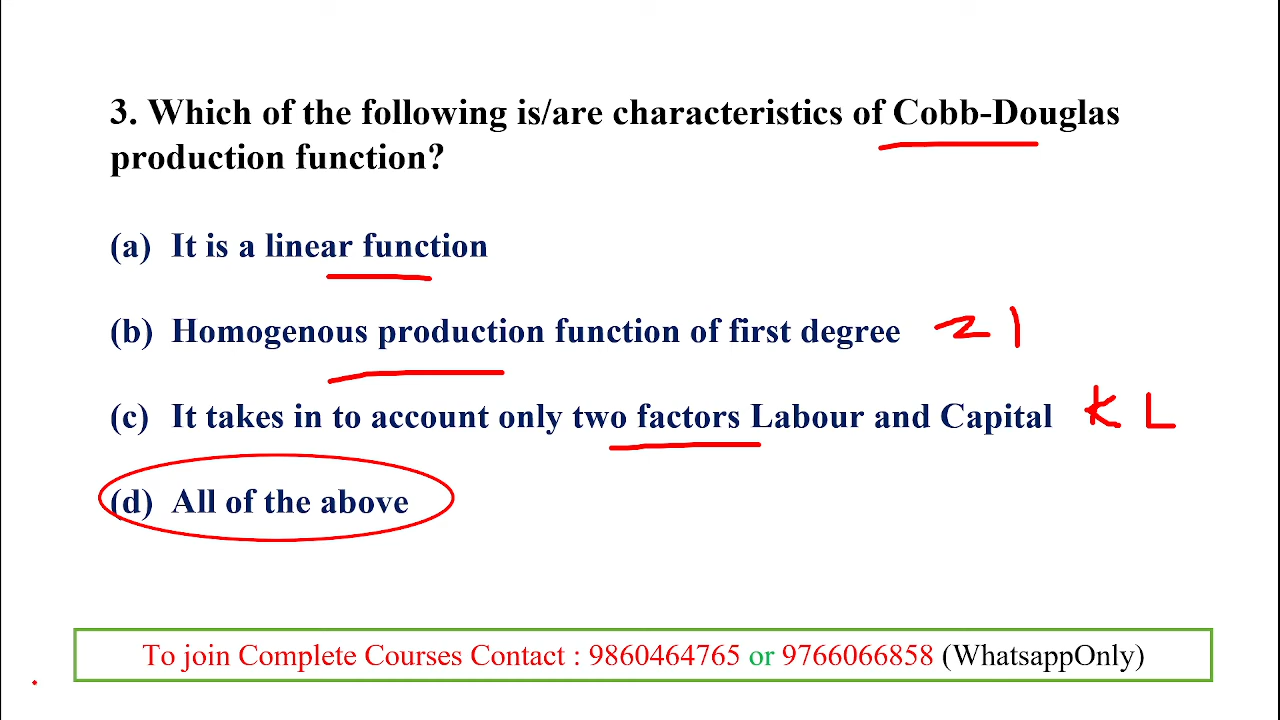 3. Which of the following is/are characteristics of Cobb-Douglas
production function?
(a) It is a linear function
(b) Homogenous production function of first degree 21
(c) It takes in to account only two factors Labour and Capital K L
(d) All of the above
To join Complete Courses Contact : 9860464765 or 9766066858 (WhatsappOnly)